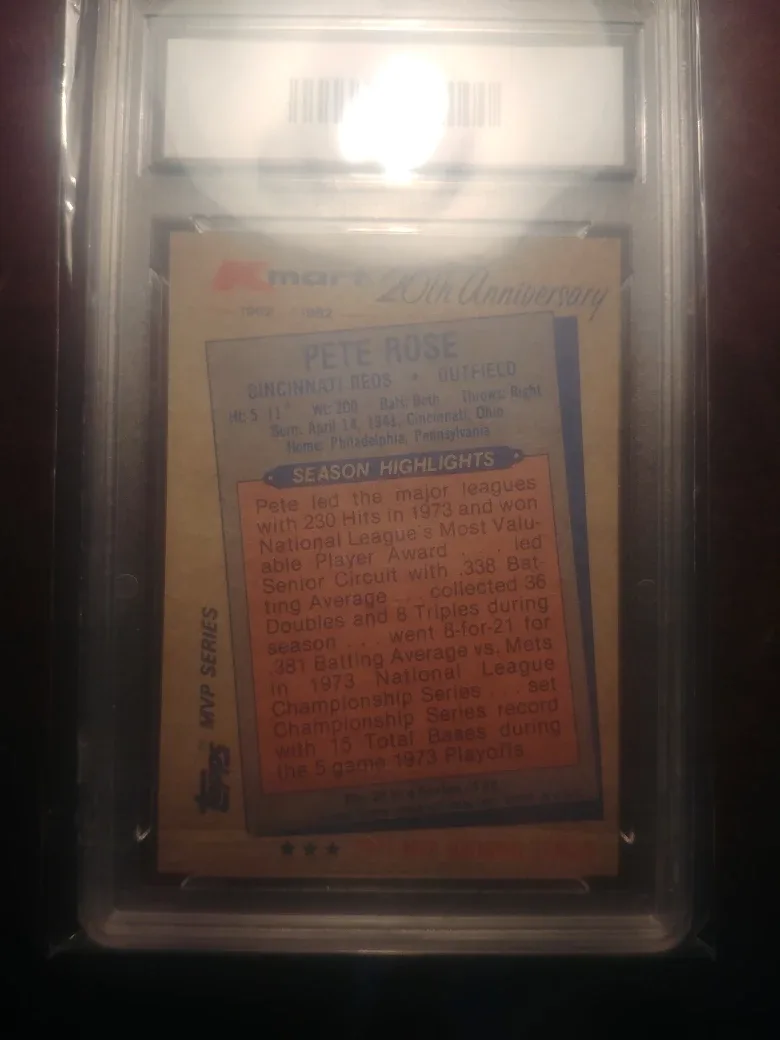 Kmart 20th Anniversary
1962 1982
PETE ROSE
CINCINNATI REDS • OUTFIELD
Ht: 5'11" Wt: 200 Bats: Both Throws: Right
Born: April 14, 1941, Cincinnati, Ohio
Home: Philadelphia, Pennsylvania
SEASON HIGHLIGHTS
Pete led the major leagues
with 230 Hits in 1973 and won
National League's Most Valu-
able Player Award .... led
Senior Circuit with .338 Bat-
ting Average .... collected 36
Doubles and 8 Triples during
season ... went 8-for-21 for
.381 Batting Average vs. Mets
in 1973 National League
Championship Series .... set
Championship Series record
with 15 Total Bases during
the 5 game 1973 Playoffs.
Topps® MVP SERIES